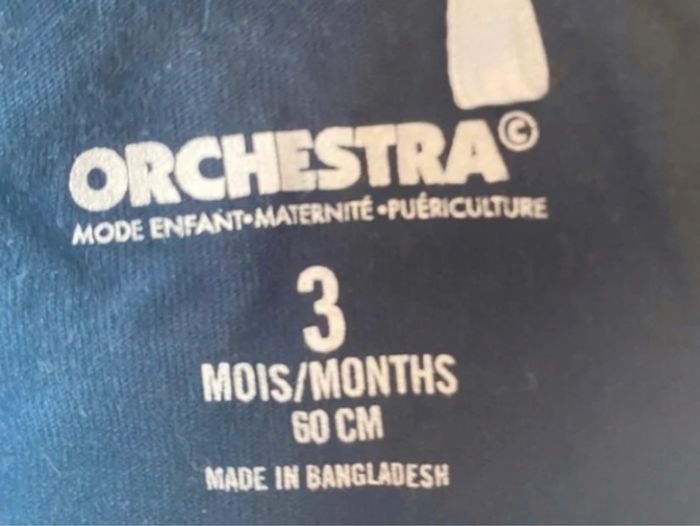 ORCHESTRA©
MODE ENFANT•MATERNITÉ•PUÉRICULTURE
3
MOIS/MONTHS
60 CM
MADE IN BANGLADESH